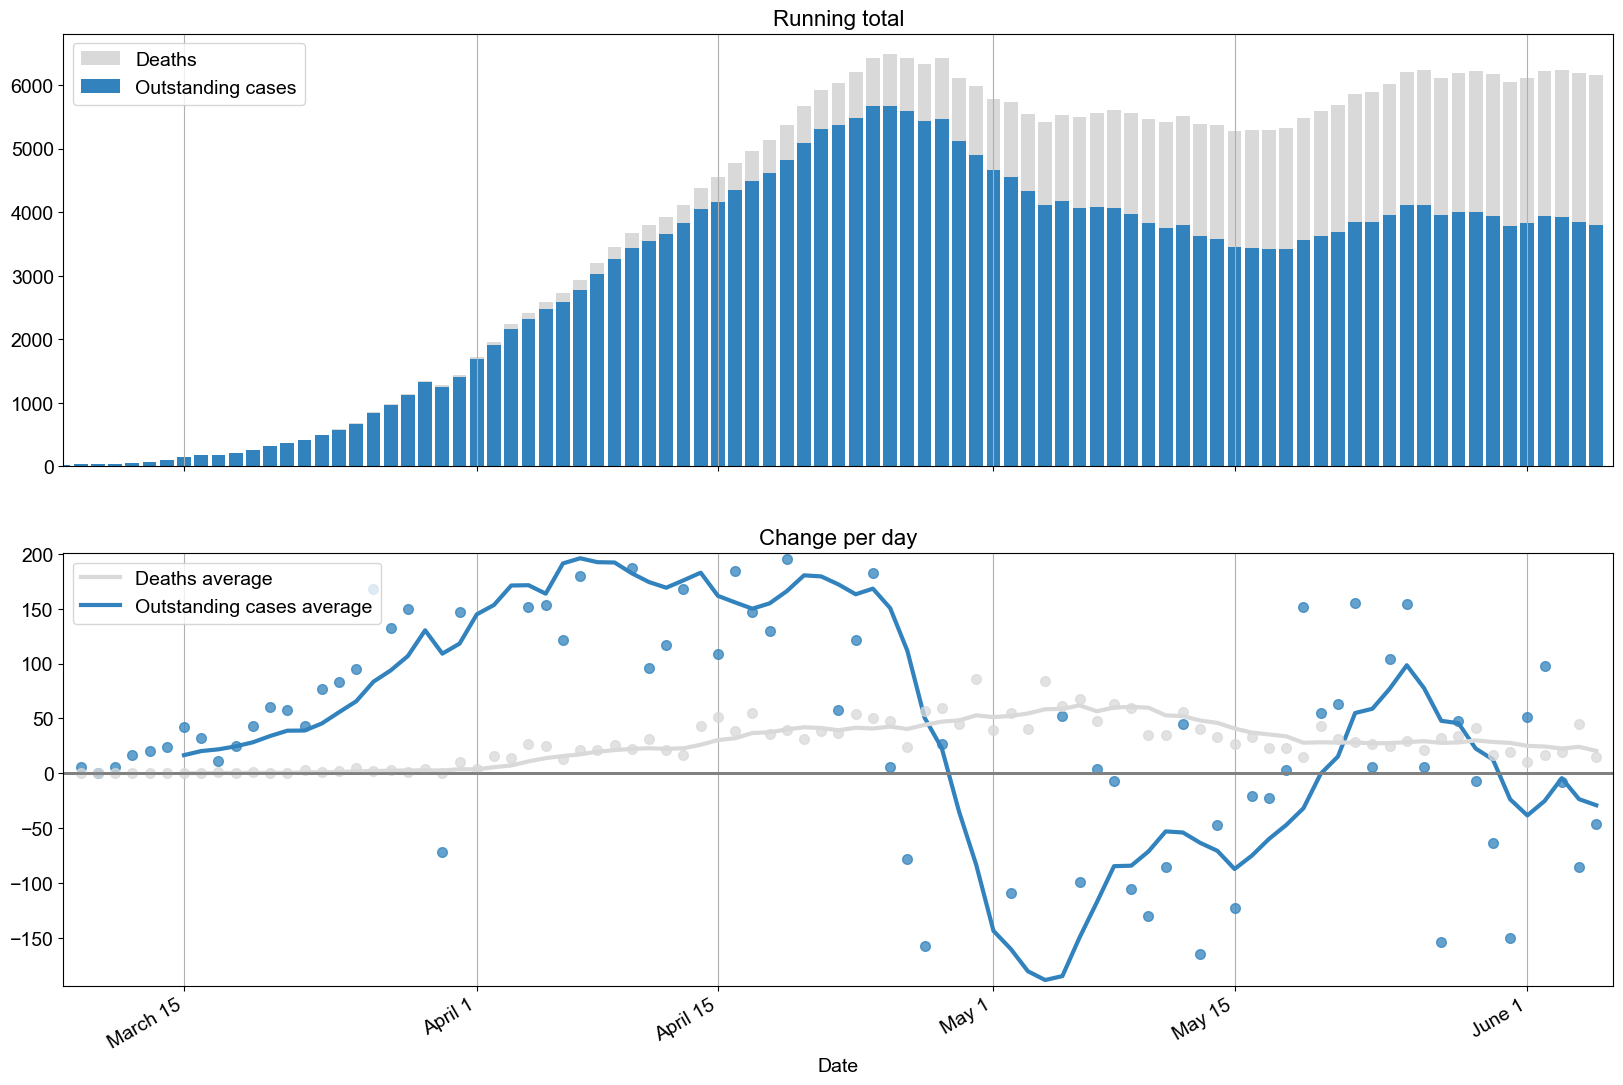 Running total
Deaths
Outstanding cases
6000
5000
4000
3000
2000
1000
0
Change per day
200
Deaths average
Outstanding cases average
150
100
50
0
−50
−100
−150
March 15
April 1
April 15
May 1
May 15
June 1
Date